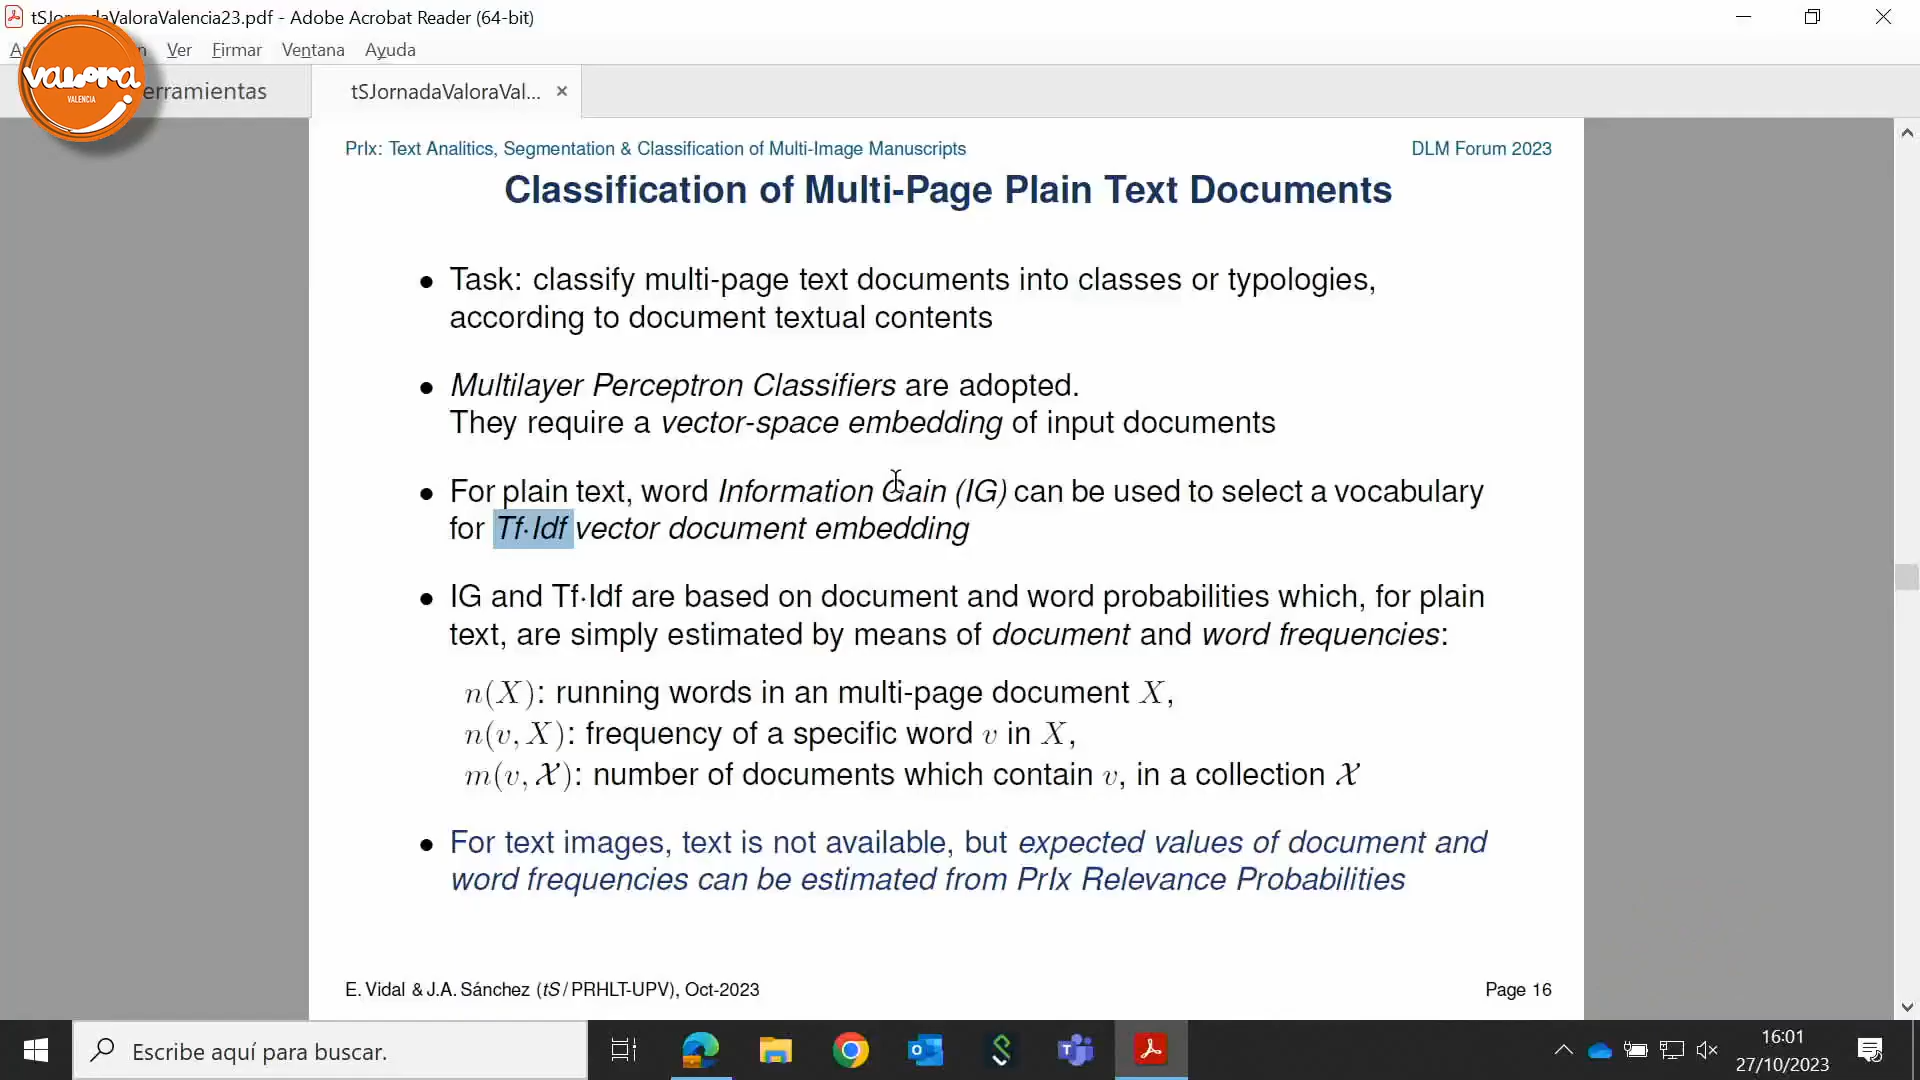 tSJornadaValoraValencia23.pdf - Adobe Acrobat Reader (64-bit)
Ver Firmar Ventana Ayuda
valora
VALENCIA
erramientas
tSJornadaValoraVal... ×
PrIx: Text Analitics, Segmentation & Classification of Multi-Image Manuscripts
DLM Forum 2023
Classification of Multi-Page Plain Text Documents
● Task: classify multi-page text documents into classes or typologies,
according to document textual contents
● Multilayer Perceptron Classifiers are adopted.
They require a vector-space embedding of input documents
● For plain text, word Information Gain (IG) can be used to select a vocabulary
for Tf·Idf vector document embedding
● IG and Tf·Idf are based on document and word probabilities which, for plain
text, are simply estimated by means of document and word frequencies:
n(X): running words in an multi-page document X,
n(v, X): frequency of a specific word v in X,
m(v, 𝒳): number of documents which contain v, in a collection 𝒳
● For text images, text is not available, but expected values of document and
word frequencies can be estimated from PrIx Relevance Probabilities
E. Vidal & J.A. Sánchez (tS / PRHLT-UPV), Oct-2023
Page 16
Escribe aquí para buscar.
16:01
27/10/2023